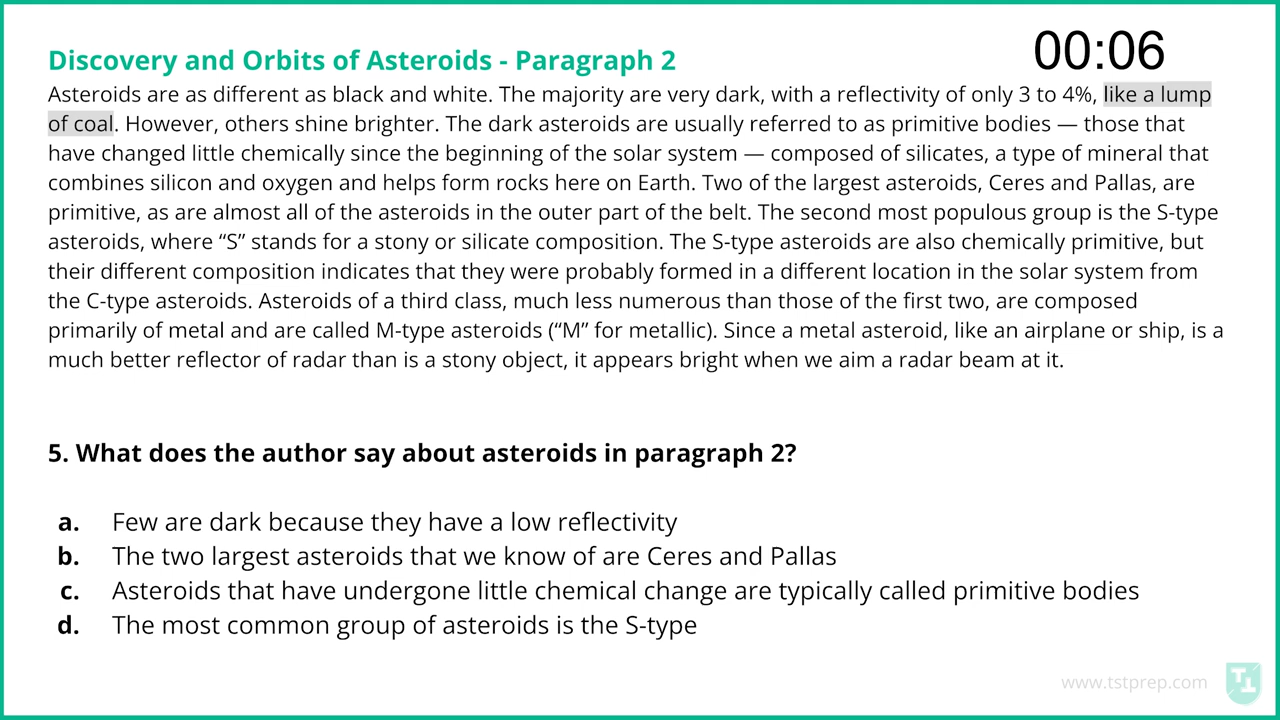 Discovery and Orbits of Asteroids - Paragraph 2
00:06
Asteroids are as different as black and white. The majority are very dark, with a reflectivity of only 3 to 4%, like a lump
of coal. However, others shine brighter. The dark asteroids are usually referred to as primitive bodies — those that
have changed little chemically since the beginning of the solar system — composed of silicates, a type of mineral that
combines silicon and oxygen and helps form rocks here on Earth. Two of the largest asteroids, Ceres and Pallas, are
primitive, as are almost all of the asteroids in the outer part of the belt. The second most populous group is the S-type
asteroids, where “S” stands for a stony or silicate composition. The S-type asteroids are also chemically primitive, but
their different composition indicates that they were probably formed in a different location in the solar system from
the C-type asteroids. Asteroids of a third class, much less numerous than those of the first two, are composed
primarily of metal and are called M-type asteroids (“M” for metallic). Since a metal asteroid, like an airplane or ship, is a
much better reflector of radar than is a stony object, it appears bright when we aim a radar beam at it.
5. What does the author say about asteroids in paragraph 2?
a. Few are dark because they have a low reflectivity
b. The two largest asteroids that we know of are Ceres and Pallas
c. Asteroids that have undergone little chemical change are typically called primitive bodies
d. The most common group of asteroids is the S-type
www.tstprep.com